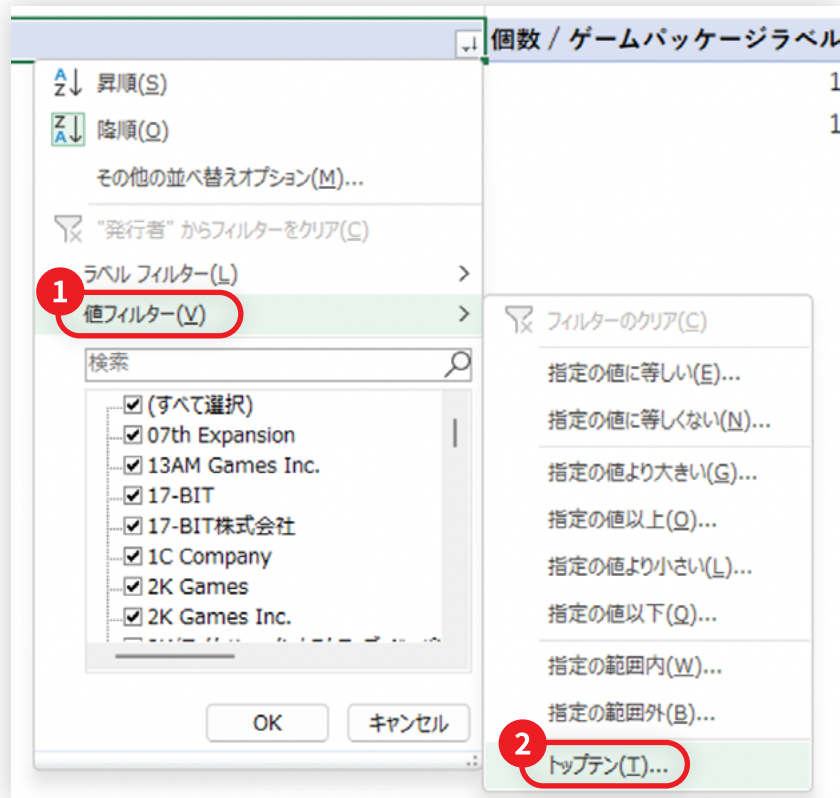 個数 / ゲームパッケージラベル
1
1
昇順(S)
降順(O)
その他の並べ替えオプション(M)...
"発行者" からフィルターをクリア(C)
ラベル フィルター(L)
1
値フィルター(V)
検索
(すべて選択)
07th Expansion
13AM Games Inc.
17-BIT
17-BIT株式会社
1C Company
2K Games
2K Games Inc.
OK
キャンセル
フィルターのクリア(C)
指定の値に等しい(E)...
指定の値に等しくない(N)...
指定の値より大きい(G)...
指定の値以上(O)...
指定の値より小さい(L)...
指定の値以下(Q)...
指定の範囲内(W)...
指定の範囲外(B)...
2
トップテン(T)...